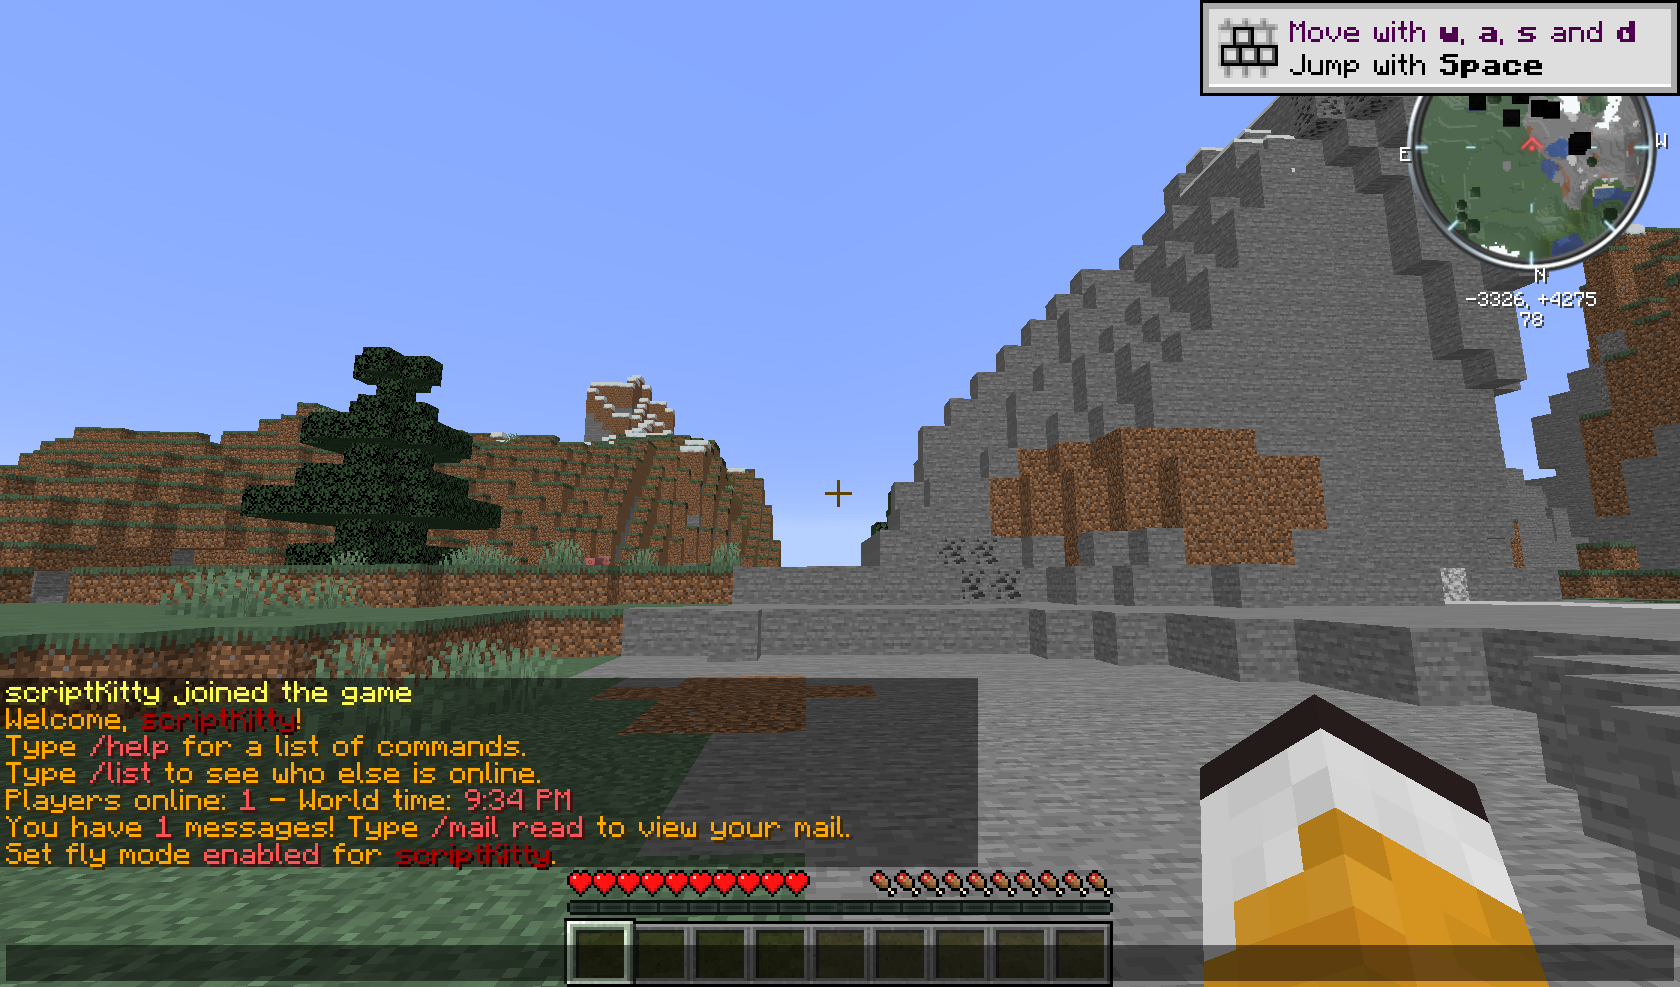 Move with w, a, s and d
Jump with Space
E
W
N
-3326, +4275
78
scriptKitty joined the game
Welcome, scriptKitty!
Type /help for a list of commands.
Type /list to see who else is online.
Players online: 1 - World time: 9:34 PM
You have 1 messages! Type /mail read to view your mail.
Set fly mode enabled for scriptKitty.